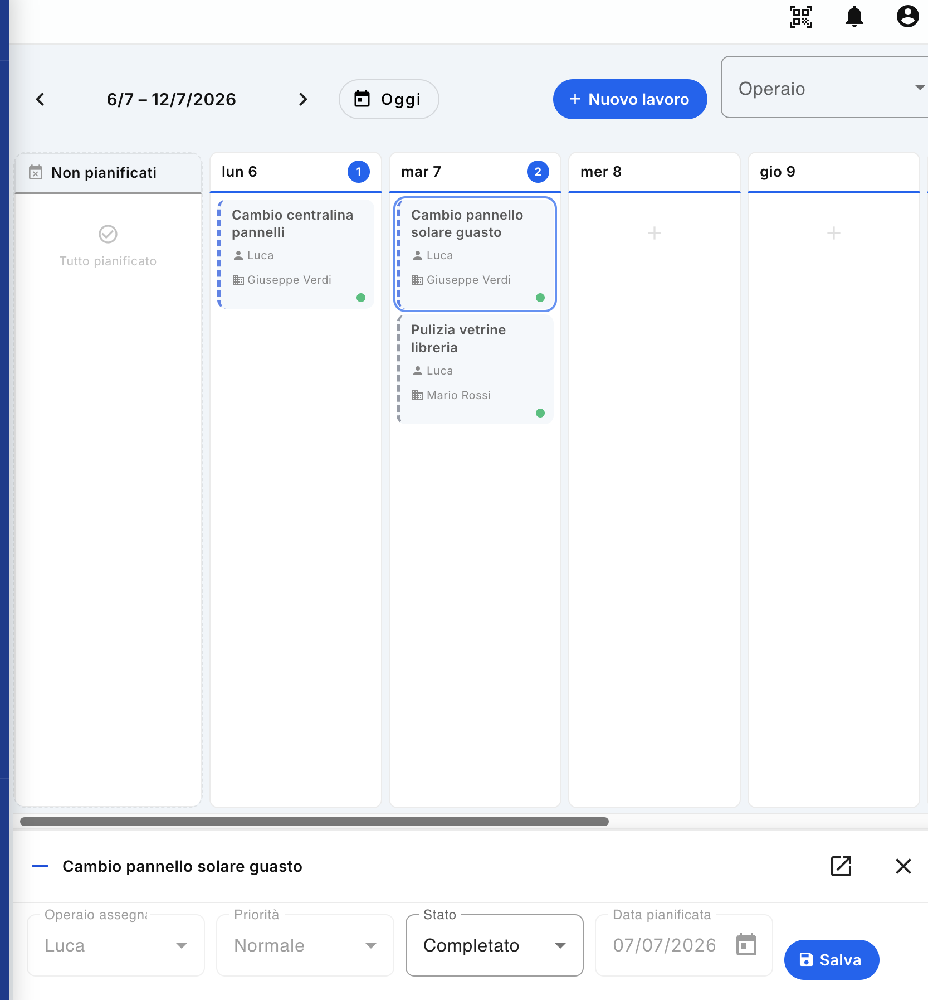 6/7 – 12/7/2026
Oggi
+ Nuovo lavoro
Operaio
Non pianificati
Tutto pianificato
lun 6
1
Cambio centralina
pannelli
Luca
Giuseppe Verdi
mar 7
2
Cambio pannello
solare guasto
Luca
Giuseppe Verdi
Pulizia vetrine
libreria
Luca
Mario Rossi
mer 8
+
gio 9
+
Cambio pannello solare guasto
Operaio assegna
Luca
Priorità
Normale
Stato
Completato
Data pianificata
07/07/2026
Salva